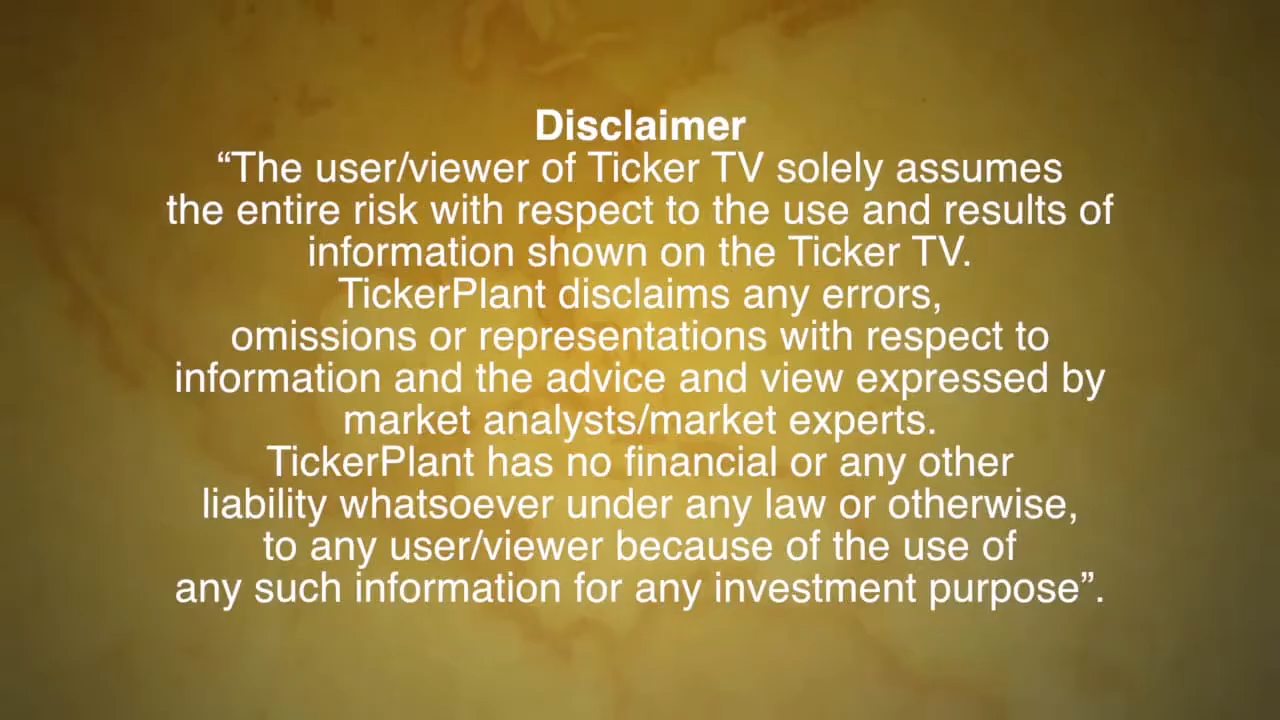 Disclaimer
“The user/viewer of Ticker TV solely assumes
the entire risk with respect to the use and results of
information shown on the Ticker TV.
TickerPlant disclaims any errors,
omissions or representations with respect to
information and the advice and view expressed by
market analysts/market experts.
TickerPlant has no financial or any other
liability whatsoever under any law or otherwise,
to any user/viewer because of the use of
any such information for any investment purpose”.